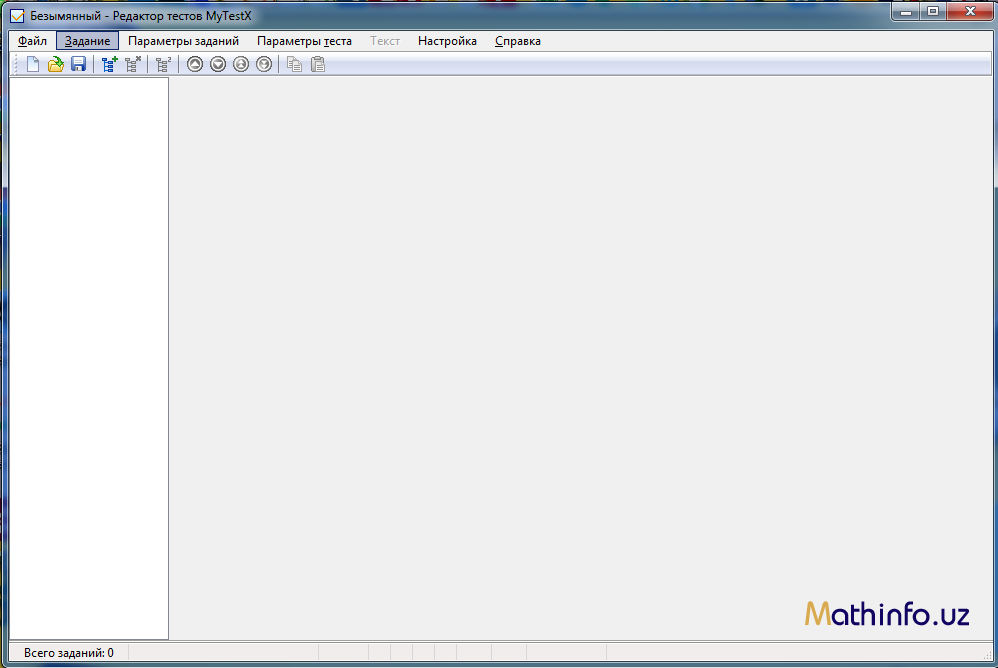 Безымянный - Редактор тестов MyTestX
Файл Задание Параметры заданий Параметры теста Текст Настройка Справка
Mathinfo.uz
Всего заданий: 0